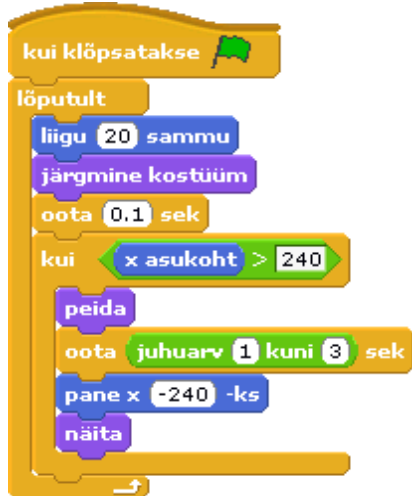 kui klõpsatakse
lõputult
liigu 20 sammu
järgmine kostüüm
oota 0.1 sek
kui x asukoht > 240
peida
oota juhuarv 1 kuni 3 sek
pane x -240 -ks
näita